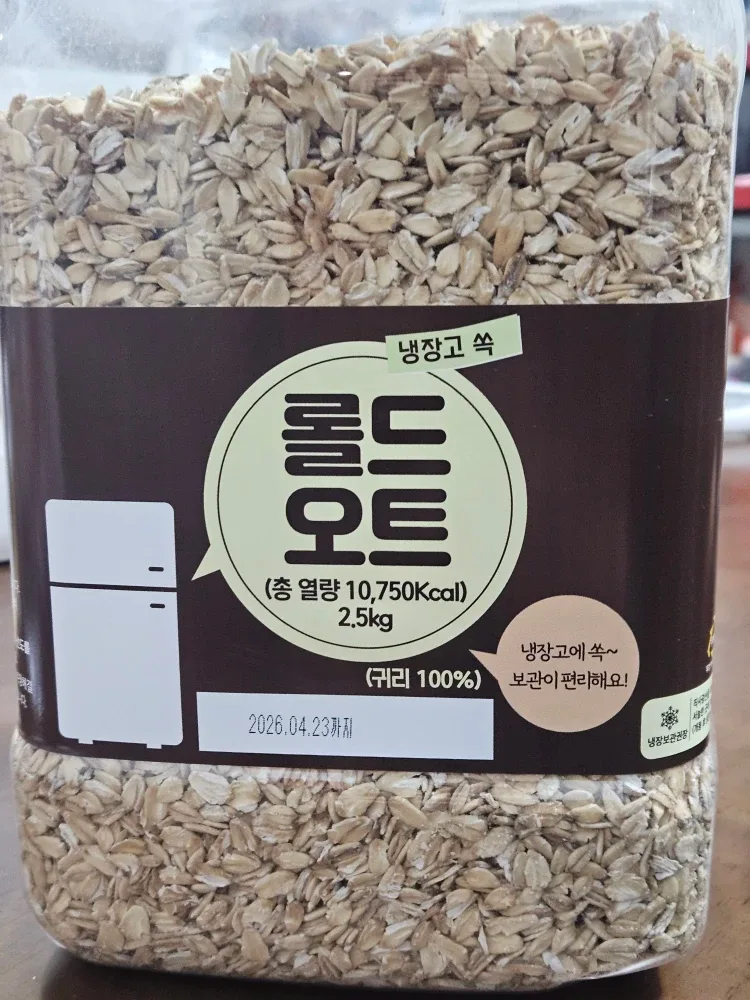 냉장고 쏙
롤드
오트
(총 열량 10,750Kcal)
2.5kg
(귀리 100%)
냉장고에 쏙~
보관이 편리해요!
2026.04.23까지
냉장보관권장